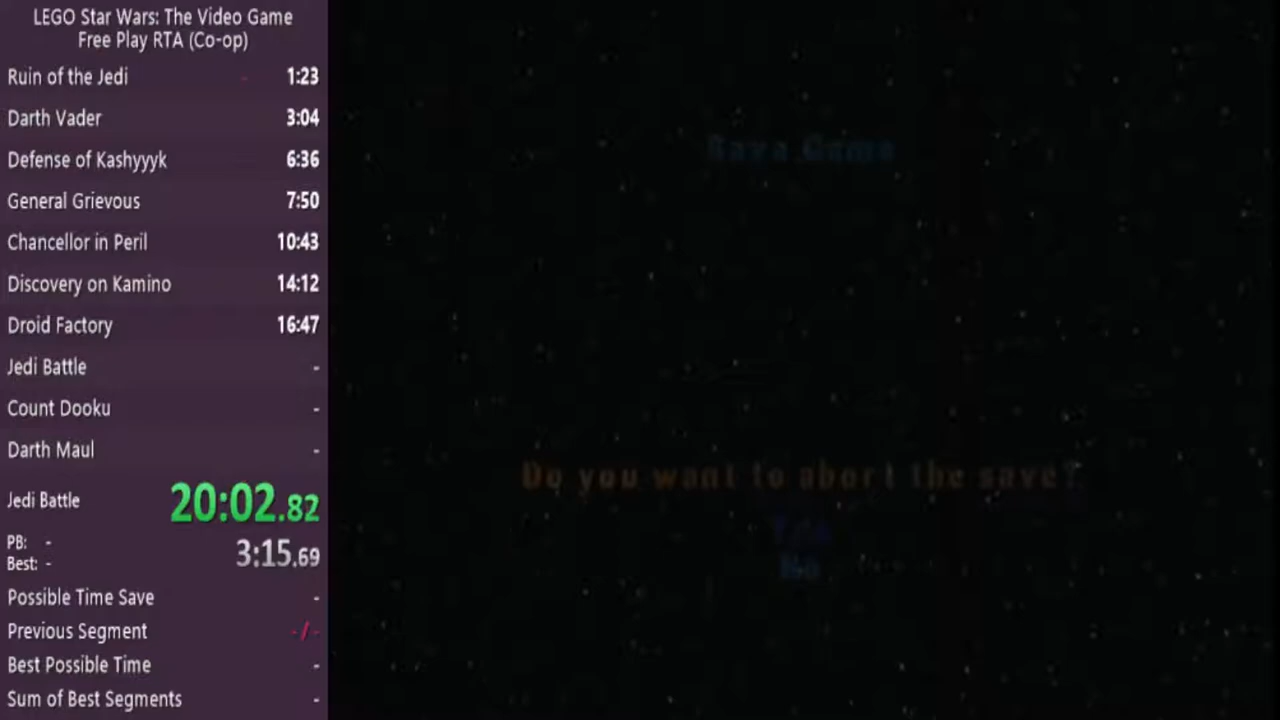 LEGO Star Wars: The Video Game
Free Play RTA (Co-op)
Ruin of the Jedi - 1:23
Darth Vader 3:04
Defense of Kashyyyk 6:36
General Grievous 7:50
Chancellor in Peril 10:43
Discovery on Kamino 14:12
Droid Factory 16:47
Jedi Battle -
Count Dooku -
Darth Maul -
Jedi Battle 20:02.82
PB: -
Best: - 3:15.69
Possible Time Save -
Previous Segment -/-
Best Possible Time -
Sum of Best Segments -
Save Game
Do you want to abort the save?
Yes
No